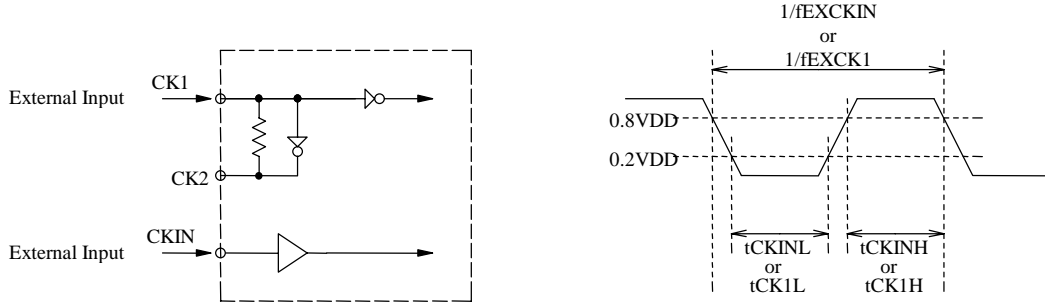 External Input
CK1
CK2
External Input
CKIN
1/fEXCKIN
or
1/fEXCK1
0.8VDD
0.2VDD
tCKINL
or
tCK1L
tCKINH
or
tCK1H